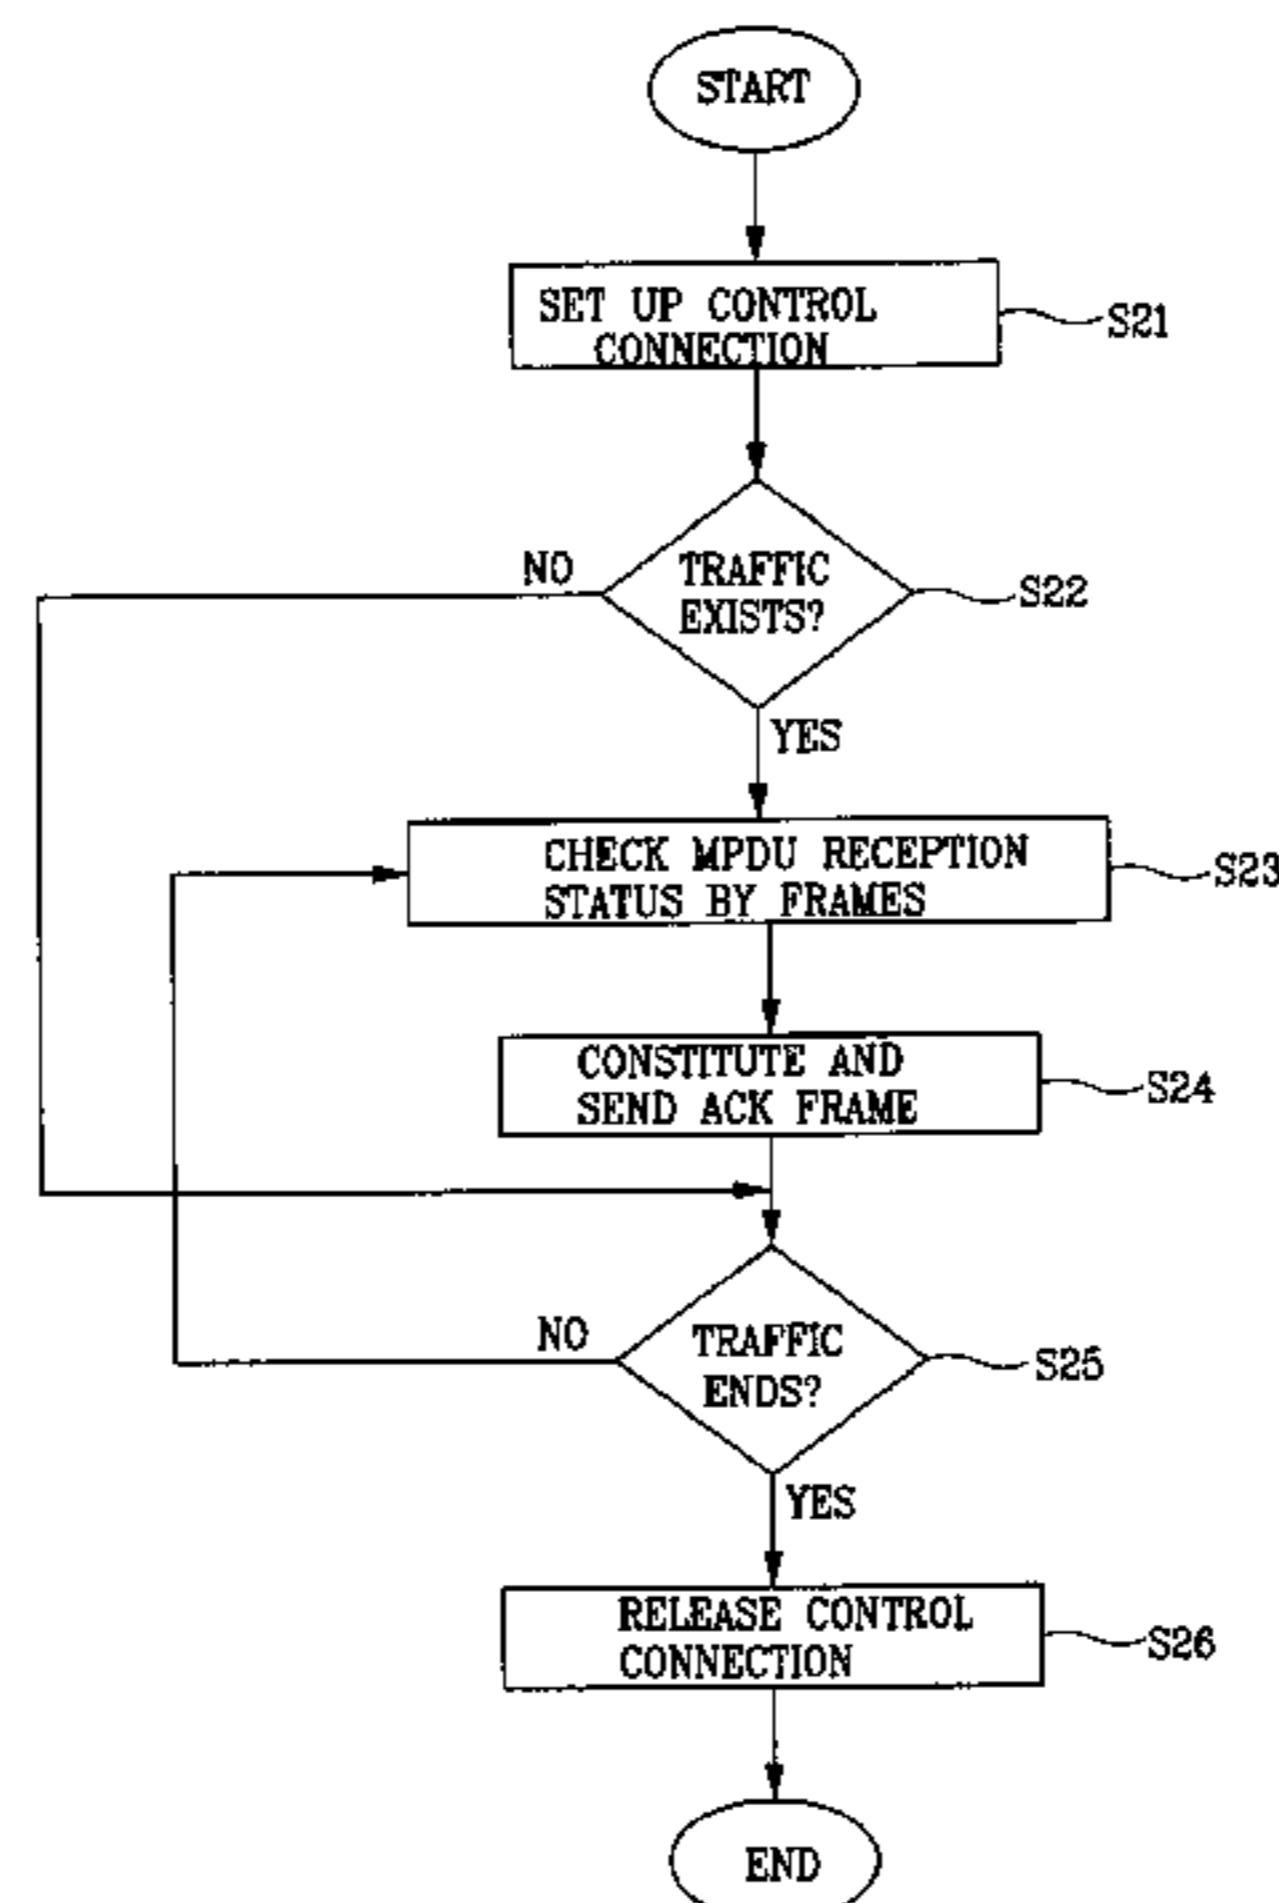 START
SET UP CONTROL
CONNECTION
S21
NO
TRAFFIC
EXISTS?
S22
YES
CHECK MPDU RECEPTION
STATUS BY FRAMES
S23
CONSTITUTE AND
SEND ACK FRAME
S24
NO
TRAFFIC
ENDS?
S25
YES
RELEASE CONTROL
CONNECTION
S26
END